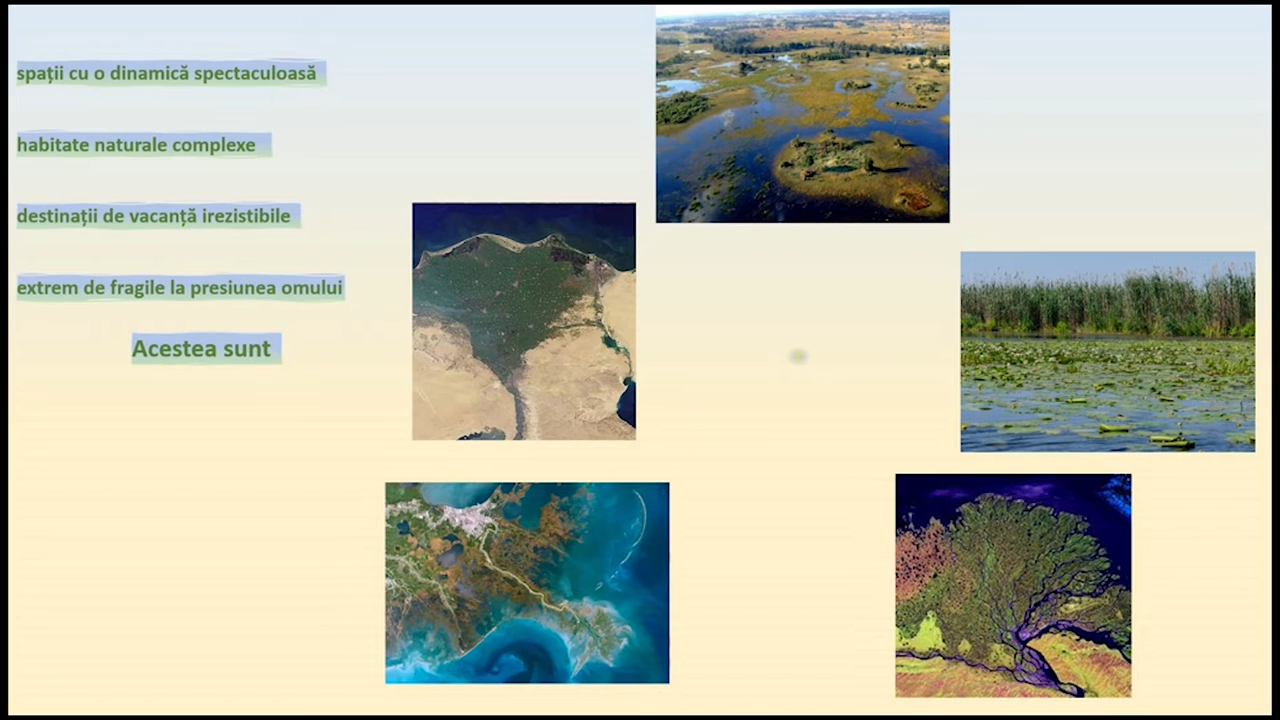 spații cu o dinamică spectaculoasă
habitate naturale complexe
destinații de vacanță irezistibile
extrem de fragile la presiunea omului
Acestea sunt